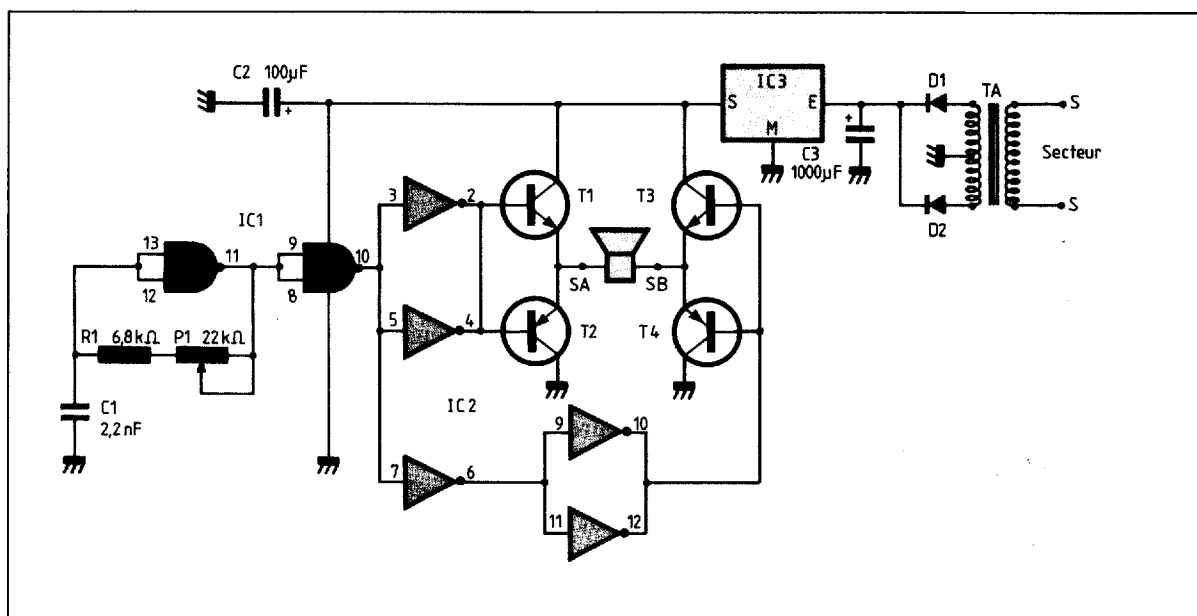 C2 100µF
+
S IC3 E
M
+
C3
1000µF
D1
TA
S
Secteur
S
D2
3 2
T1
T3
IC1
13
11
12
9
10
8
SA
SB
5 4
T2
T4
R1 6,8kΩ P1 22kΩ
C1
2,2nF
IC2
9 10
7 6
11 12